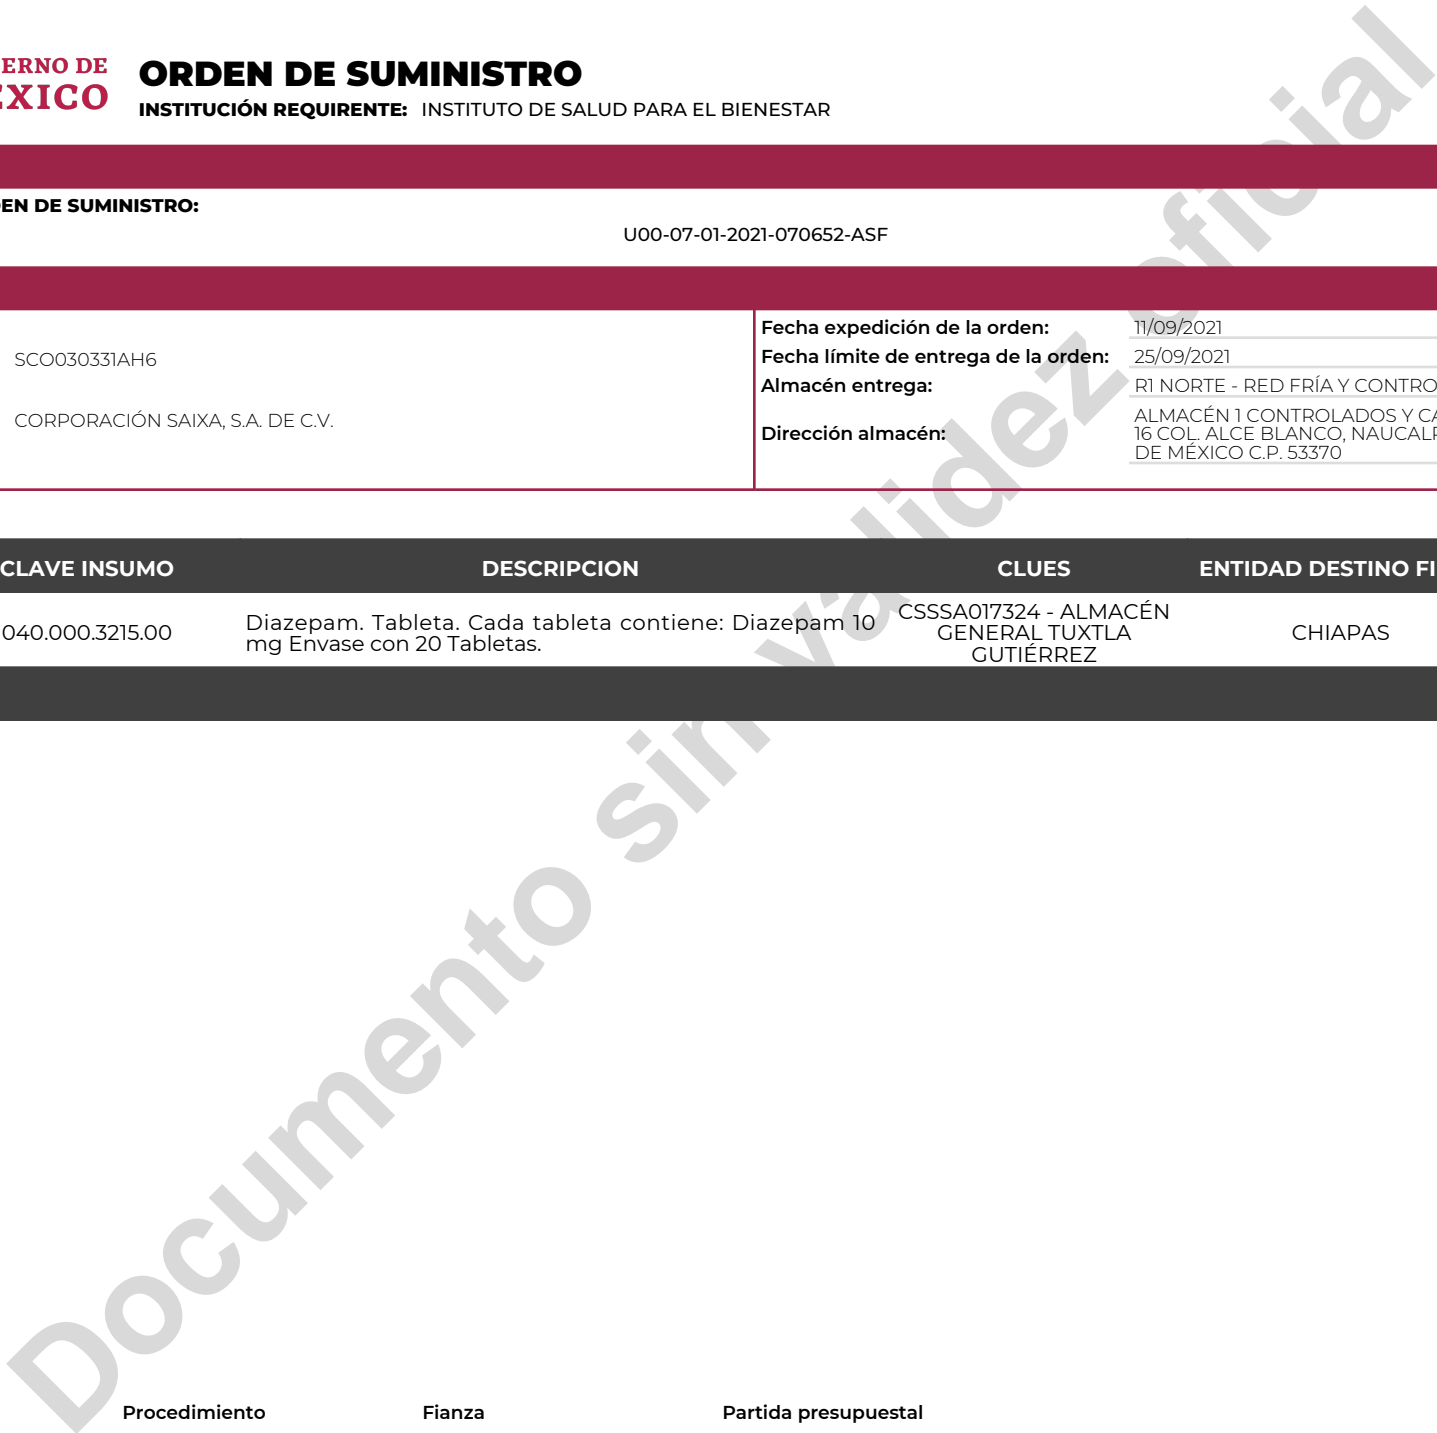 ERNO DE
ÉXICO
ORDEN DE SUMINISTRO
INSTITUCIÓN REQUIRENTE: INSTITUTO DE SALUD PARA EL BIENESTAR
EN DE SUMINISTRO:
U00-07-01-2021-070652-ASF
SCO030331AH6
CORPORACIÓN SAIXA, S.A. DE C.V.
Fecha expedición de la orden: 11/09/2021
Fecha límite de entrega de la orden: 25/09/2021
Almacén entrega: R1 NORTE - RED FRÍA Y CONTRO
Dirección almacén: ALMACÉN 1 CONTROLADOS Y CA
16 COL. ALCE BLANCO, NAUCALP
DE MÉXICO C.P. 53370
CLAVE INSUMO DESCRIPCION CLUES ENTIDAD DESTINO FI
040.000.3215.00
Diazepam. Tableta. Cada tableta contiene: Diazepam 10
mg Envase con 20 Tabletas.
CSSSA017324 - ALMACÉN
GENERAL TUXTLA
GUTIÉRREZ
CHIAPAS
Documento sin validez oficial
Procedimiento Fianza Partida presupuestal